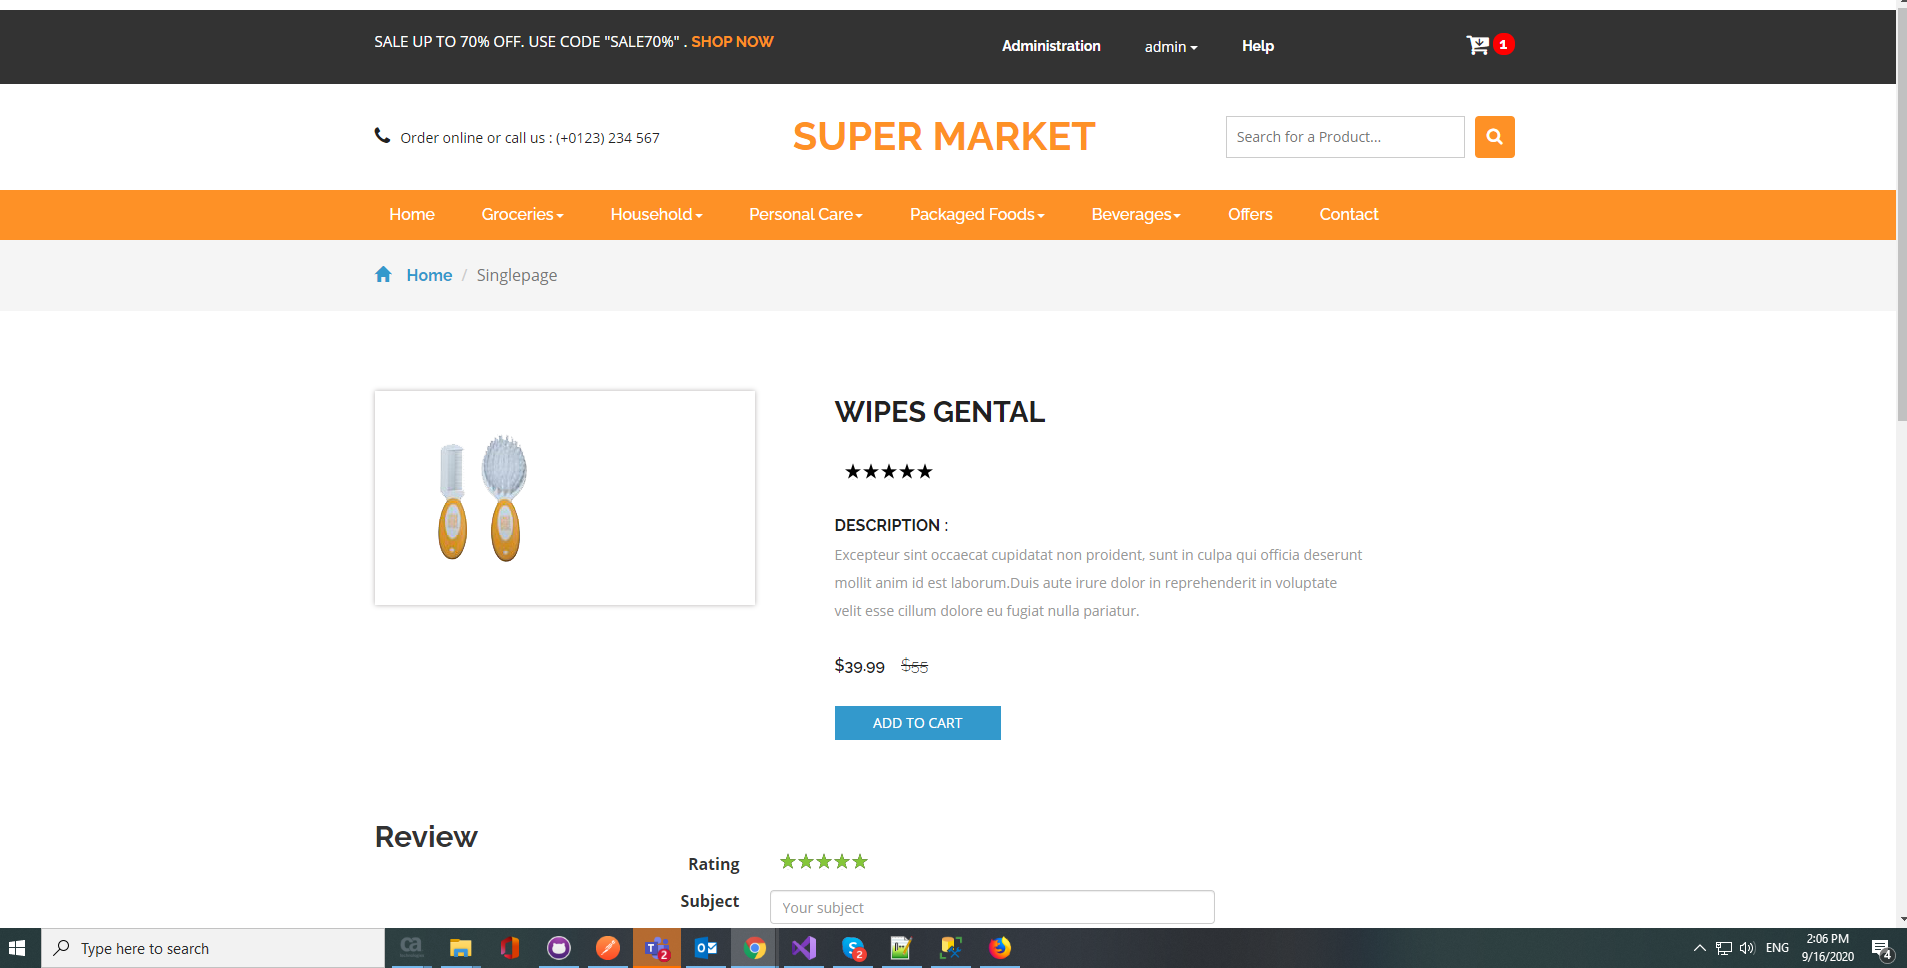 SALE UP TO 70% OFF. USE CODE "SALE70%" . SHOP NOW
Administration
admin
Help
1
Order online or call us : (+0123) 234 567
SUPER MARKET
Search for a Product...
Home
Groceries
Household
Personal Care
Packaged Foods
Beverages
Offers
Contact
Home / Singlepage
WIPES GENTAL
★★★★★
DESCRIPTION :
Excepteur sint occaecat cupidatat non proident, sunt in culpa qui officia deserunt
mollit anim id est laborum.Duis aute irure dolor in reprehenderit in voluptate
velit esse cillum dolore eu fugiat nulla pariatur.
$39.99 $55
ADD TO CART
Review
Rating ★★★★★
Subject
Your subject
Type here to search
ca
T 2
S 2
ENG
2:06 PM
9/16/2020
4